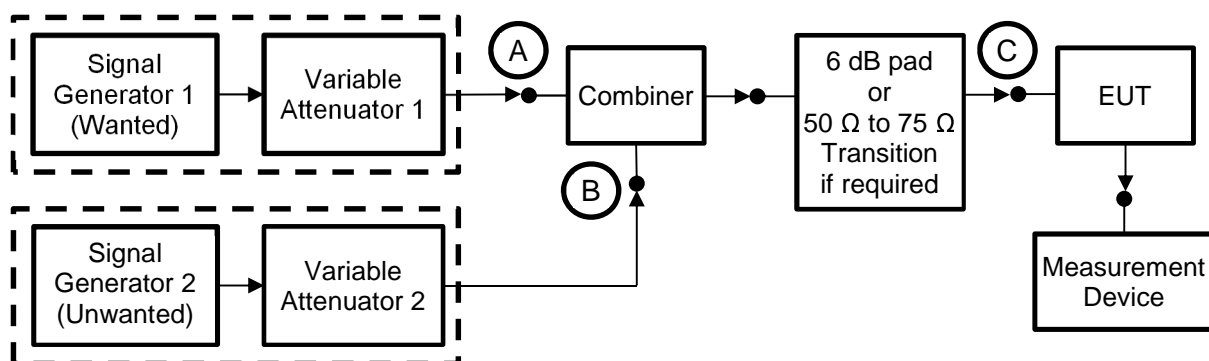 Signal
Generator 1
(Wanted)
Variable
Attenuator 1
A
Combiner
6 dB pad
or
50 Ω to 75 Ω
Transition
if required
C
EUT
B
Signal
Generator 2
(Unwanted)
Variable
Attenuator 2
Measurement
Device